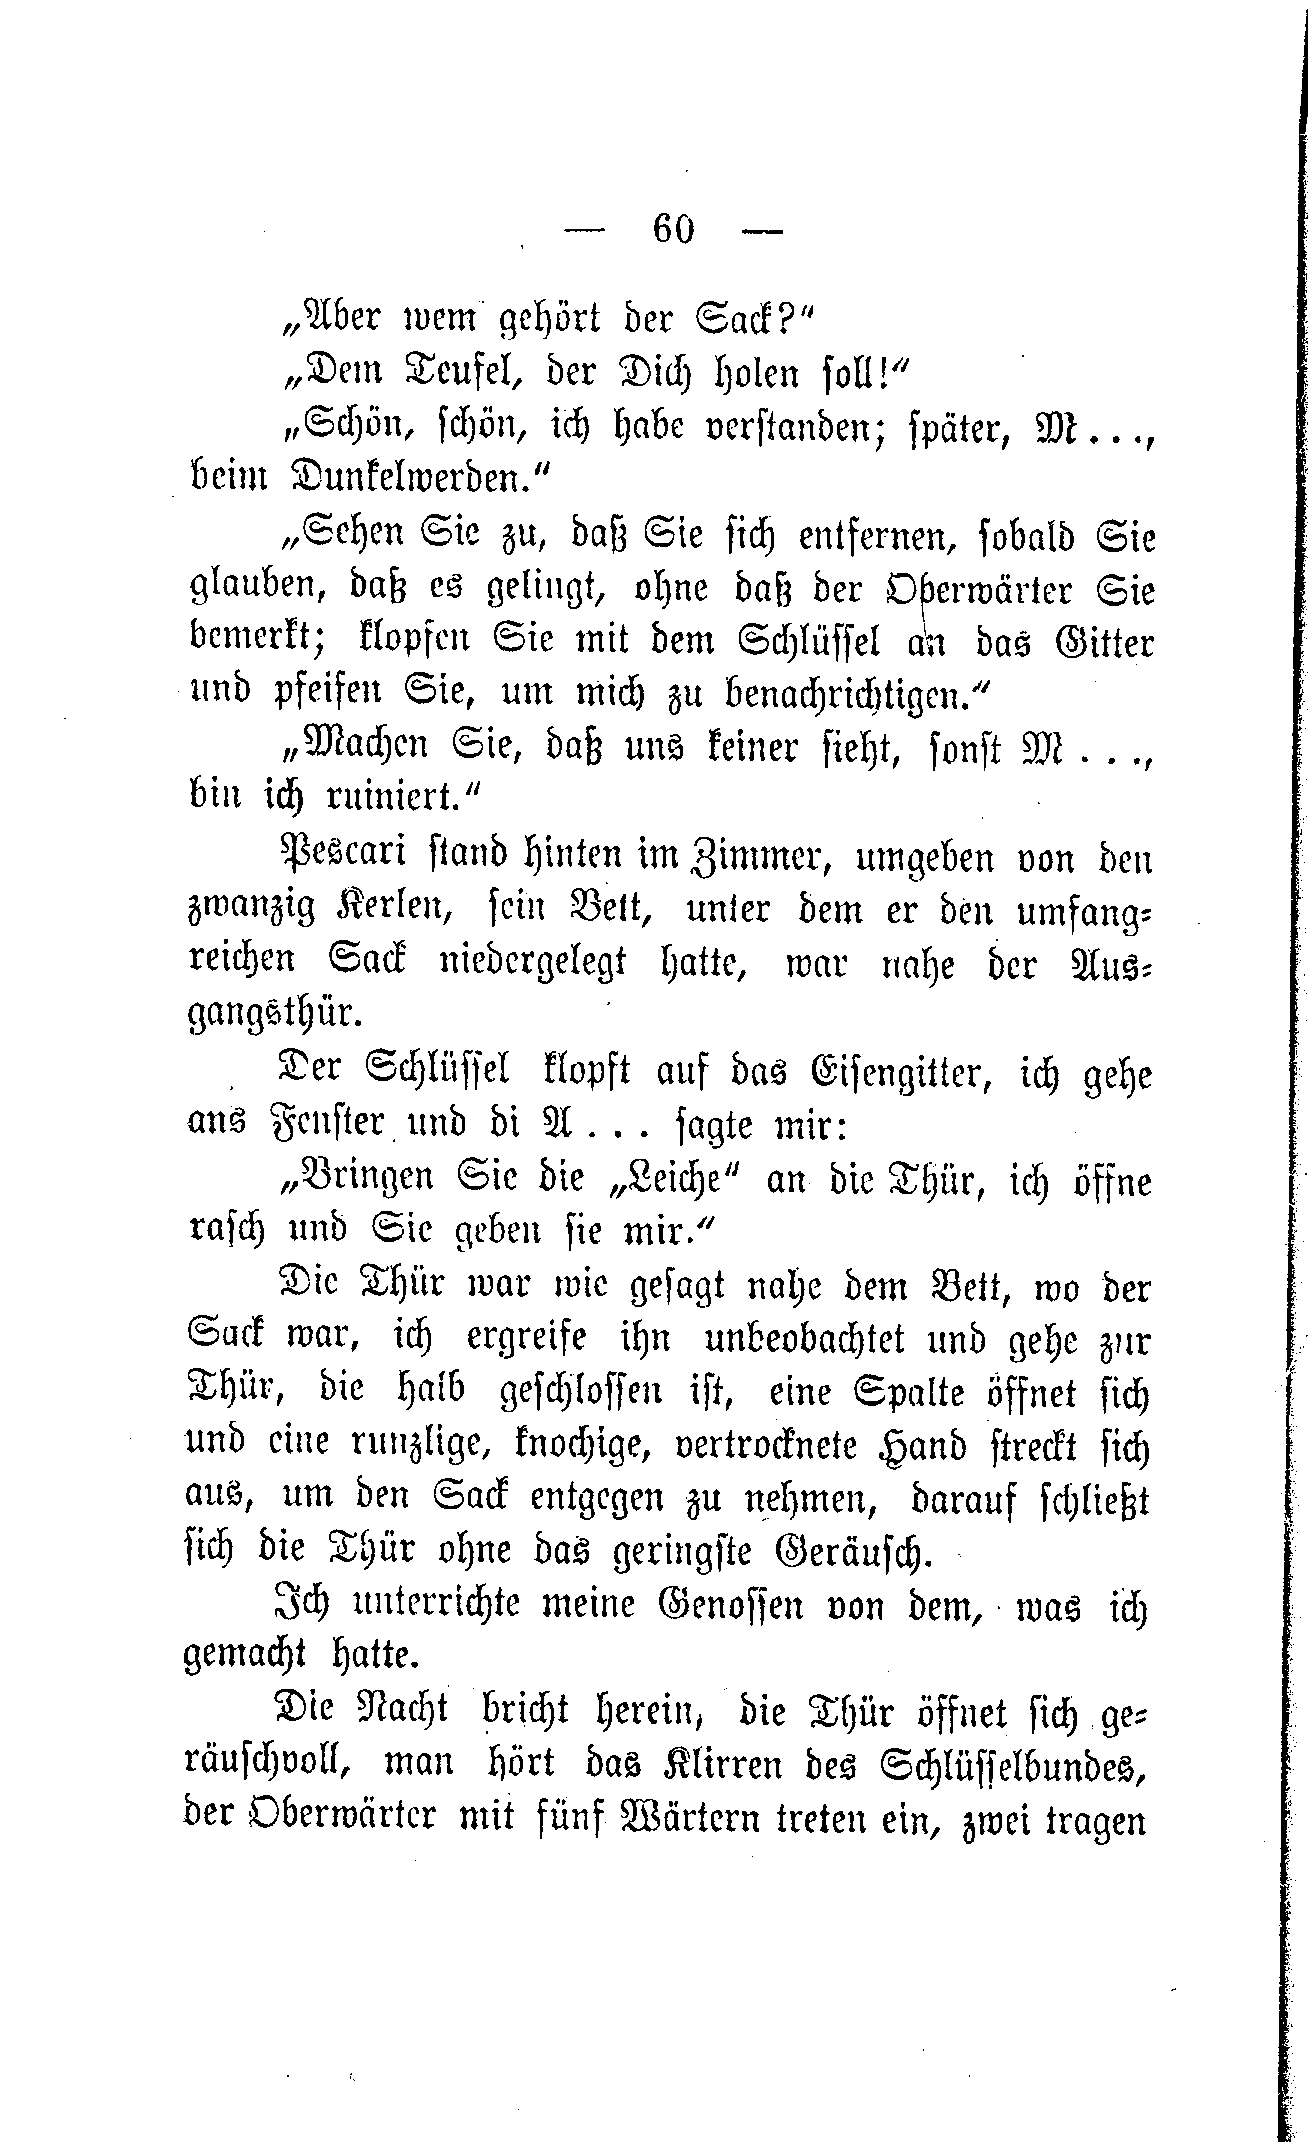 — 60 —
„Aber wem gehört der Sack?“
„Dem Teufel, der Dich holen soll!“
„Schön, schön, ich habe verstanden; später, M . . .,
beim Dunkelwerden.“
„Sehen Sie zu, daß Sie sich entfernen, sobald Sie
glauben, daß es gelingt, ohne daß der Oberwärter Sie
bemerkt; klopfen Sie mit dem Schlüssel an das Gitter
und pfeifen Sie, um mich zu benachrichtigen.“
„Machen Sie, daß uns keiner sieht, sonst M . . .,
bin ich ruiniert.“
Pescari stand hinten im Zimmer, umgeben von den
zwanzig Kerlen, sein Bett, unter dem er den umfang-
reichen Sack niedergelegt hatte, war nahe der Aus-
gangsthür.
Der Schlüssel klopft auf das Eisengitter, ich gehe
ans Fenster und di A . . . sagte mir:
„Bringen Sie die „Leiche“ an die Thür, ich öffne
rasch und Sie geben sie mir.“
Die Thür war wie gesagt nahe dem Bett, wo der
Sack war, ich ergreife ihn unbeobachtet und gehe zur
Thür, die halb geschlossen ist, eine Spalte öffnet sich
und eine runzlige, knochige, vertrocknete Hand streckt sich
aus, um den Sack entgegen zu nehmen, darauf schließt
sich die Thür ohne das geringste Geräusch.
Ich unterrichte meine Genossen von dem, was ich
gemacht hatte.
Die Nacht bricht herein, die Thür öffnet sich ge-
räuschvoll, man hört das Klirren des Schlüsselbundes,
der Oberwärter mit fünf Wärtern treten ein, zwei tragen